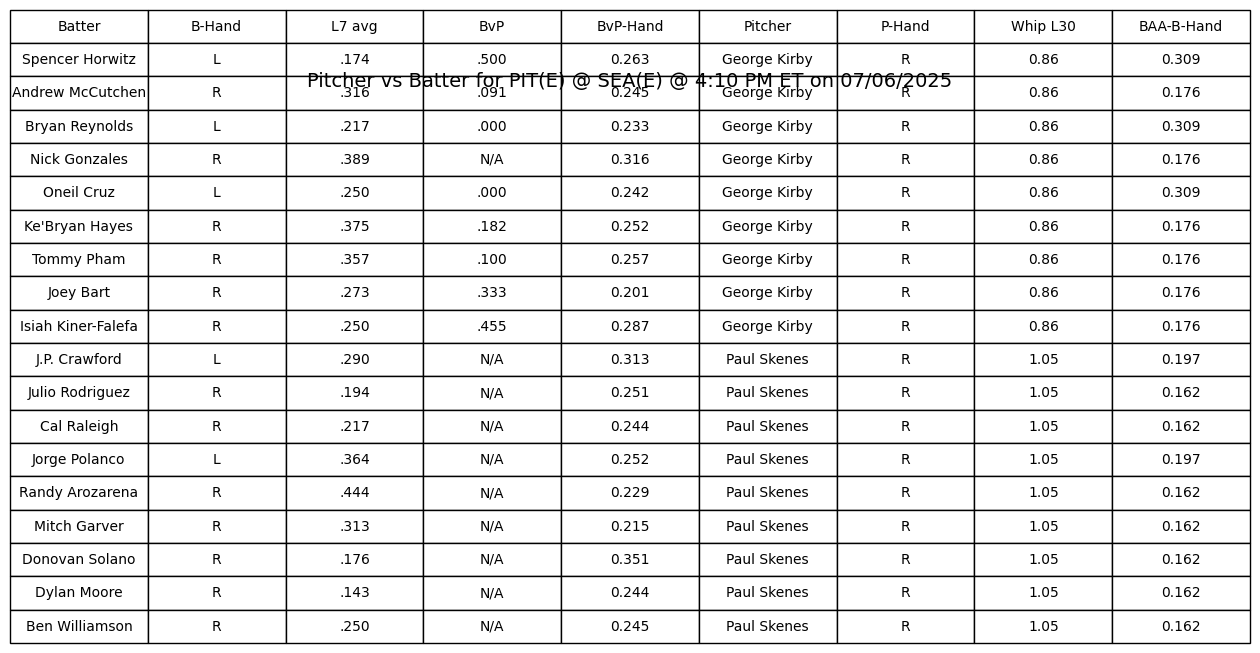 Batter B-Hand L7 avg BvP BvP-Hand Pitcher P-Hand Whip L30 BAA-B-Hand
Spencer Horwitz L .174 .500 0.263 George Kirby R 0.86 0.309
Pitcher vs Batter for PIT(E) @ SEA(E) @ 4:10 PM ET on 07/06/2025
Andrew McCutchen R .316 .091 0.245 George Kirby R 0.86 0.176
Bryan Reynolds L .217 .000 0.233 George Kirby R 0.86 0.309
Nick Gonzales R .389 N/A 0.316 George Kirby R 0.86 0.176
Oneil Cruz L .250 .000 0.242 George Kirby R 0.86 0.309
Ke'Bryan Hayes R .375 .182 0.252 George Kirby R 0.86 0.176
Tommy Pham R .357 .100 0.257 George Kirby R 0.86 0.176
Joey Bart R .273 .333 0.201 George Kirby R 0.86 0.176
Isiah Kiner-Falefa R .250 .455 0.287 George Kirby R 0.86 0.176
J.P. Crawford L .290 N/A 0.313 Paul Skenes R 1.05 0.197
Julio Rodriguez R .194 N/A 0.251 Paul Skenes R 1.05 0.162
Cal Raleigh R .217 N/A 0.244 Paul Skenes R 1.05 0.162
Jorge Polanco L .364 N/A 0.252 Paul Skenes R 1.05 0.197
Randy Arozarena R .444 N/A 0.229 Paul Skenes R 1.05 0.162
Mitch Garver R .313 N/A 0.215 Paul Skenes R 1.05 0.162
Donovan Solano R .176 N/A 0.351 Paul Skenes R 1.05 0.162
Dylan Moore R .143 N/A 0.244 Paul Skenes R 1.05 0.162
Ben Williamson R .250 N/A 0.245 Paul Skenes R 1.05 0.162